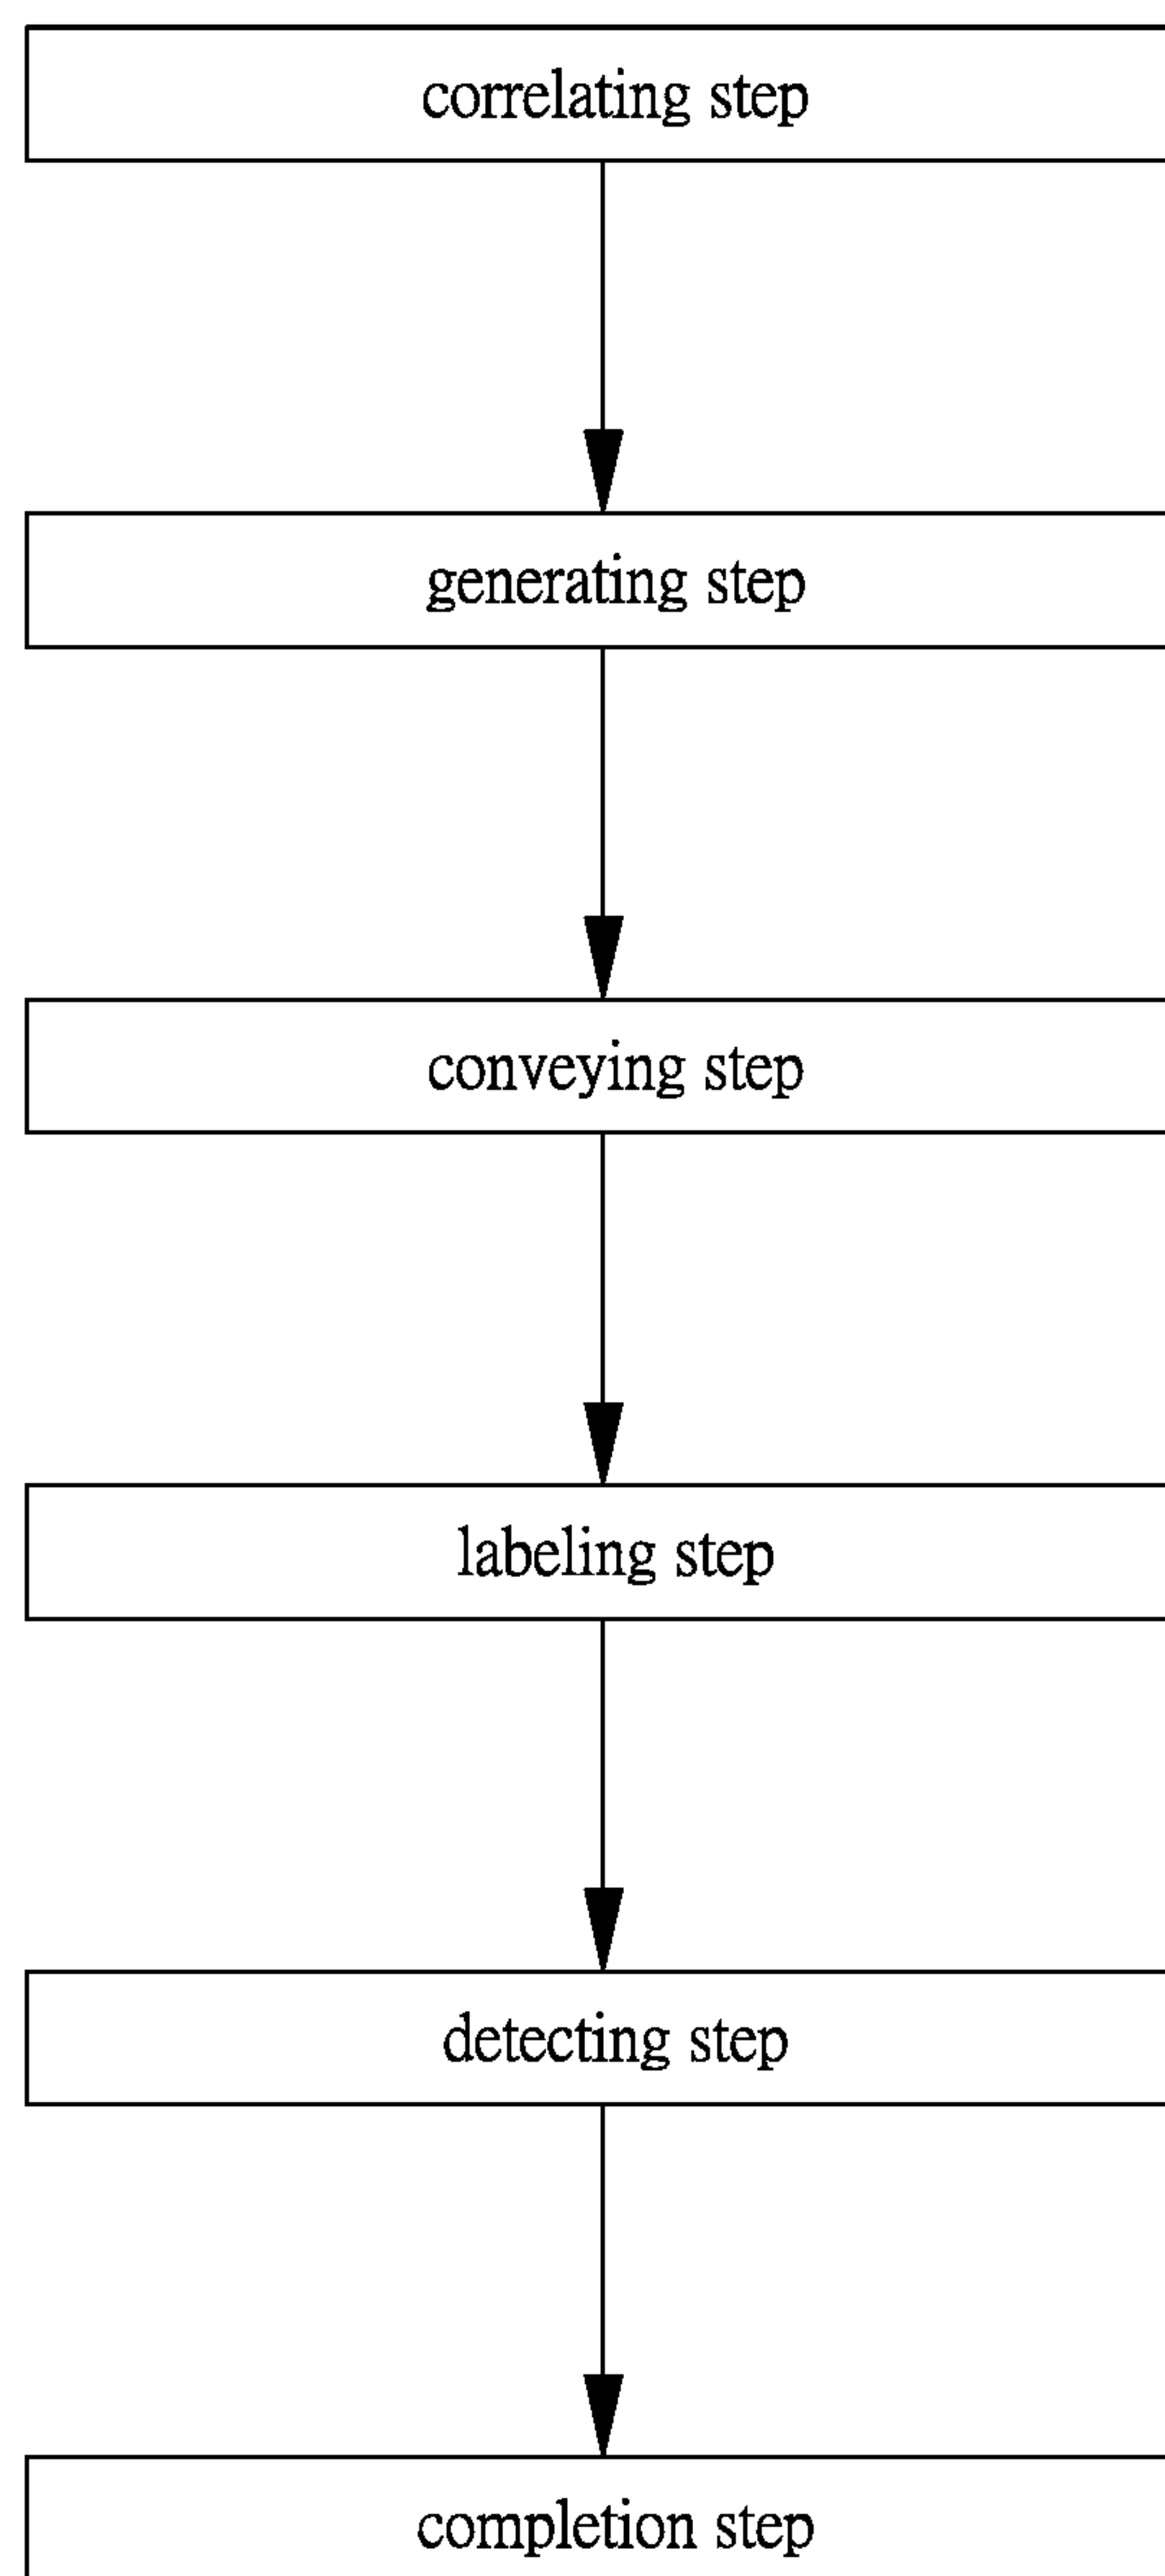 correlating step
generating step
conveying step
labeling step
detecting step
completion step